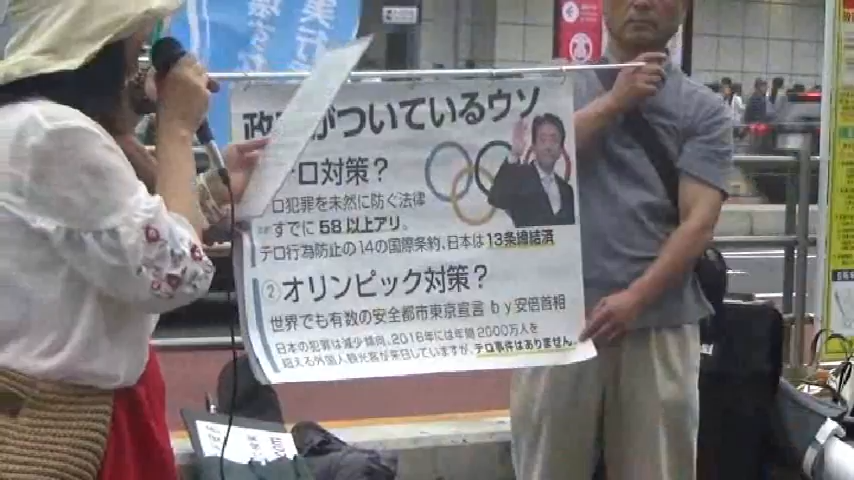 実行
政 がついているウソ
ロ対策?
ロ犯罪を未然に防ぐ法律
すでに58以上アリ。
テロ行為防止の14の国際条約、日本は13条締結済
②オリンピック対策?
世界でも有数の安全都市東京宣言by安倍首相
日本の犯罪は減少傾向、2016年には年間2000万人を
超える外国人観光客が来日していますが、テロ事件はありません。